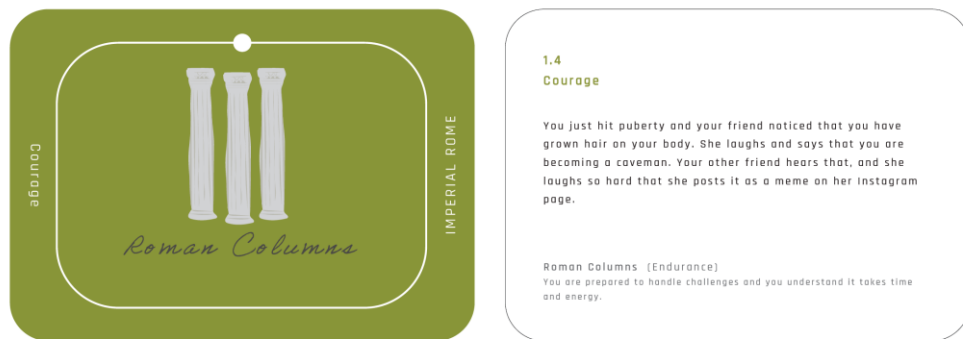 Courage
Roman Columns
IMPERIAL ROME
1.4
Courage
You just hit puberty and your friend noticed that you have
grown hair on your body. She laughs and says that you are
becoming a caveman. Your other friend hears that, and she
laughs so hard that she posts it as a meme on her Instagram
page.
Roman Columns (Endurance)
You are prepared to handle challenges and you understand it takes time
and energy.